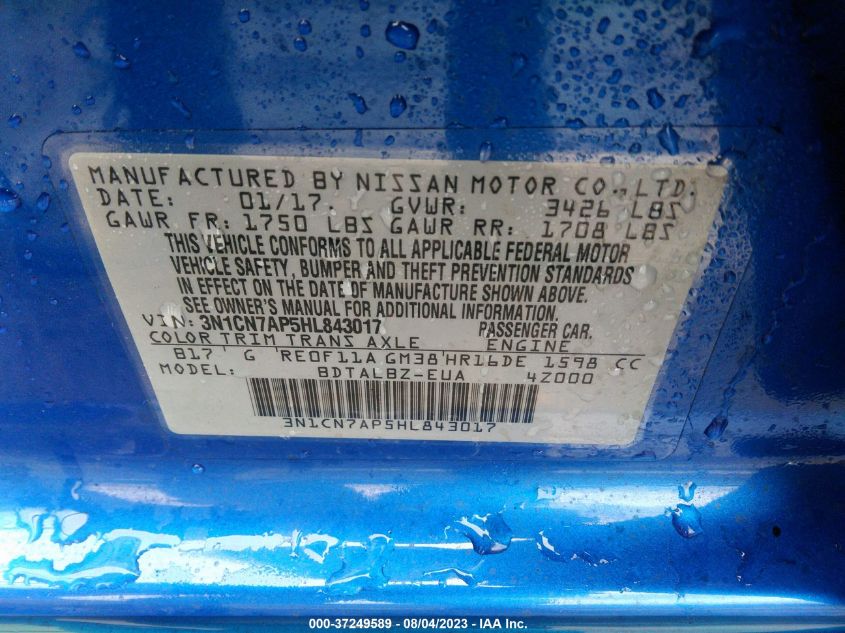 MANUFACTURED BY NISSAN MOTOR CO., LTD.
DATE: 01/17. GVWR: 3426 LBS
GAWR FR: 1750 LBS GAWR RR: 1708 LBS
THIS VEHICLE CONFORMS TO ALL APPLICABLE FEDERAL MOTOR
VEHICLE SAFETY, BUMPER AND THEFT PREVENTION STANDARDS
IN EFFECT ON THE DATE OF MANUFACTURE SHOWN ABOVE.
SEE OWNER'S MANUAL FOR ADDITIONAL INFORMATION.
VIN: 3N1CN7AP5HL843017 PASSENGER CAR.
COLOR TRIM TRANS AXLE ENGINE
B17 G RE0F11A GM38 HR16DE 1598 CC
MODEL: BDTALBZ-EUA 4Z000
3N1CN7AP5HL843017
000-37249589 - 08/04/2023 - IAA Inc.